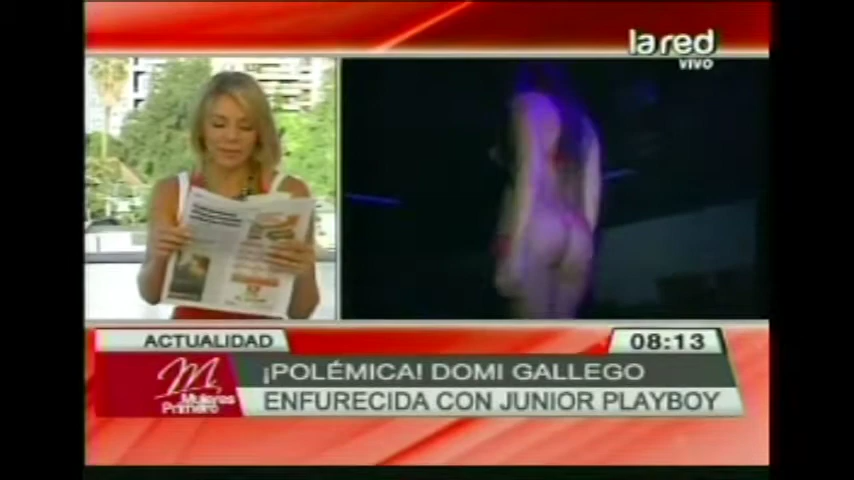 la red
VIVO
ACTUALIDAD
08:13
¡POLÉMICA! DOMI GALLEGO
ENFURECIDA CON JUNIOR PLAYBOY
M
Mujeres
Primero